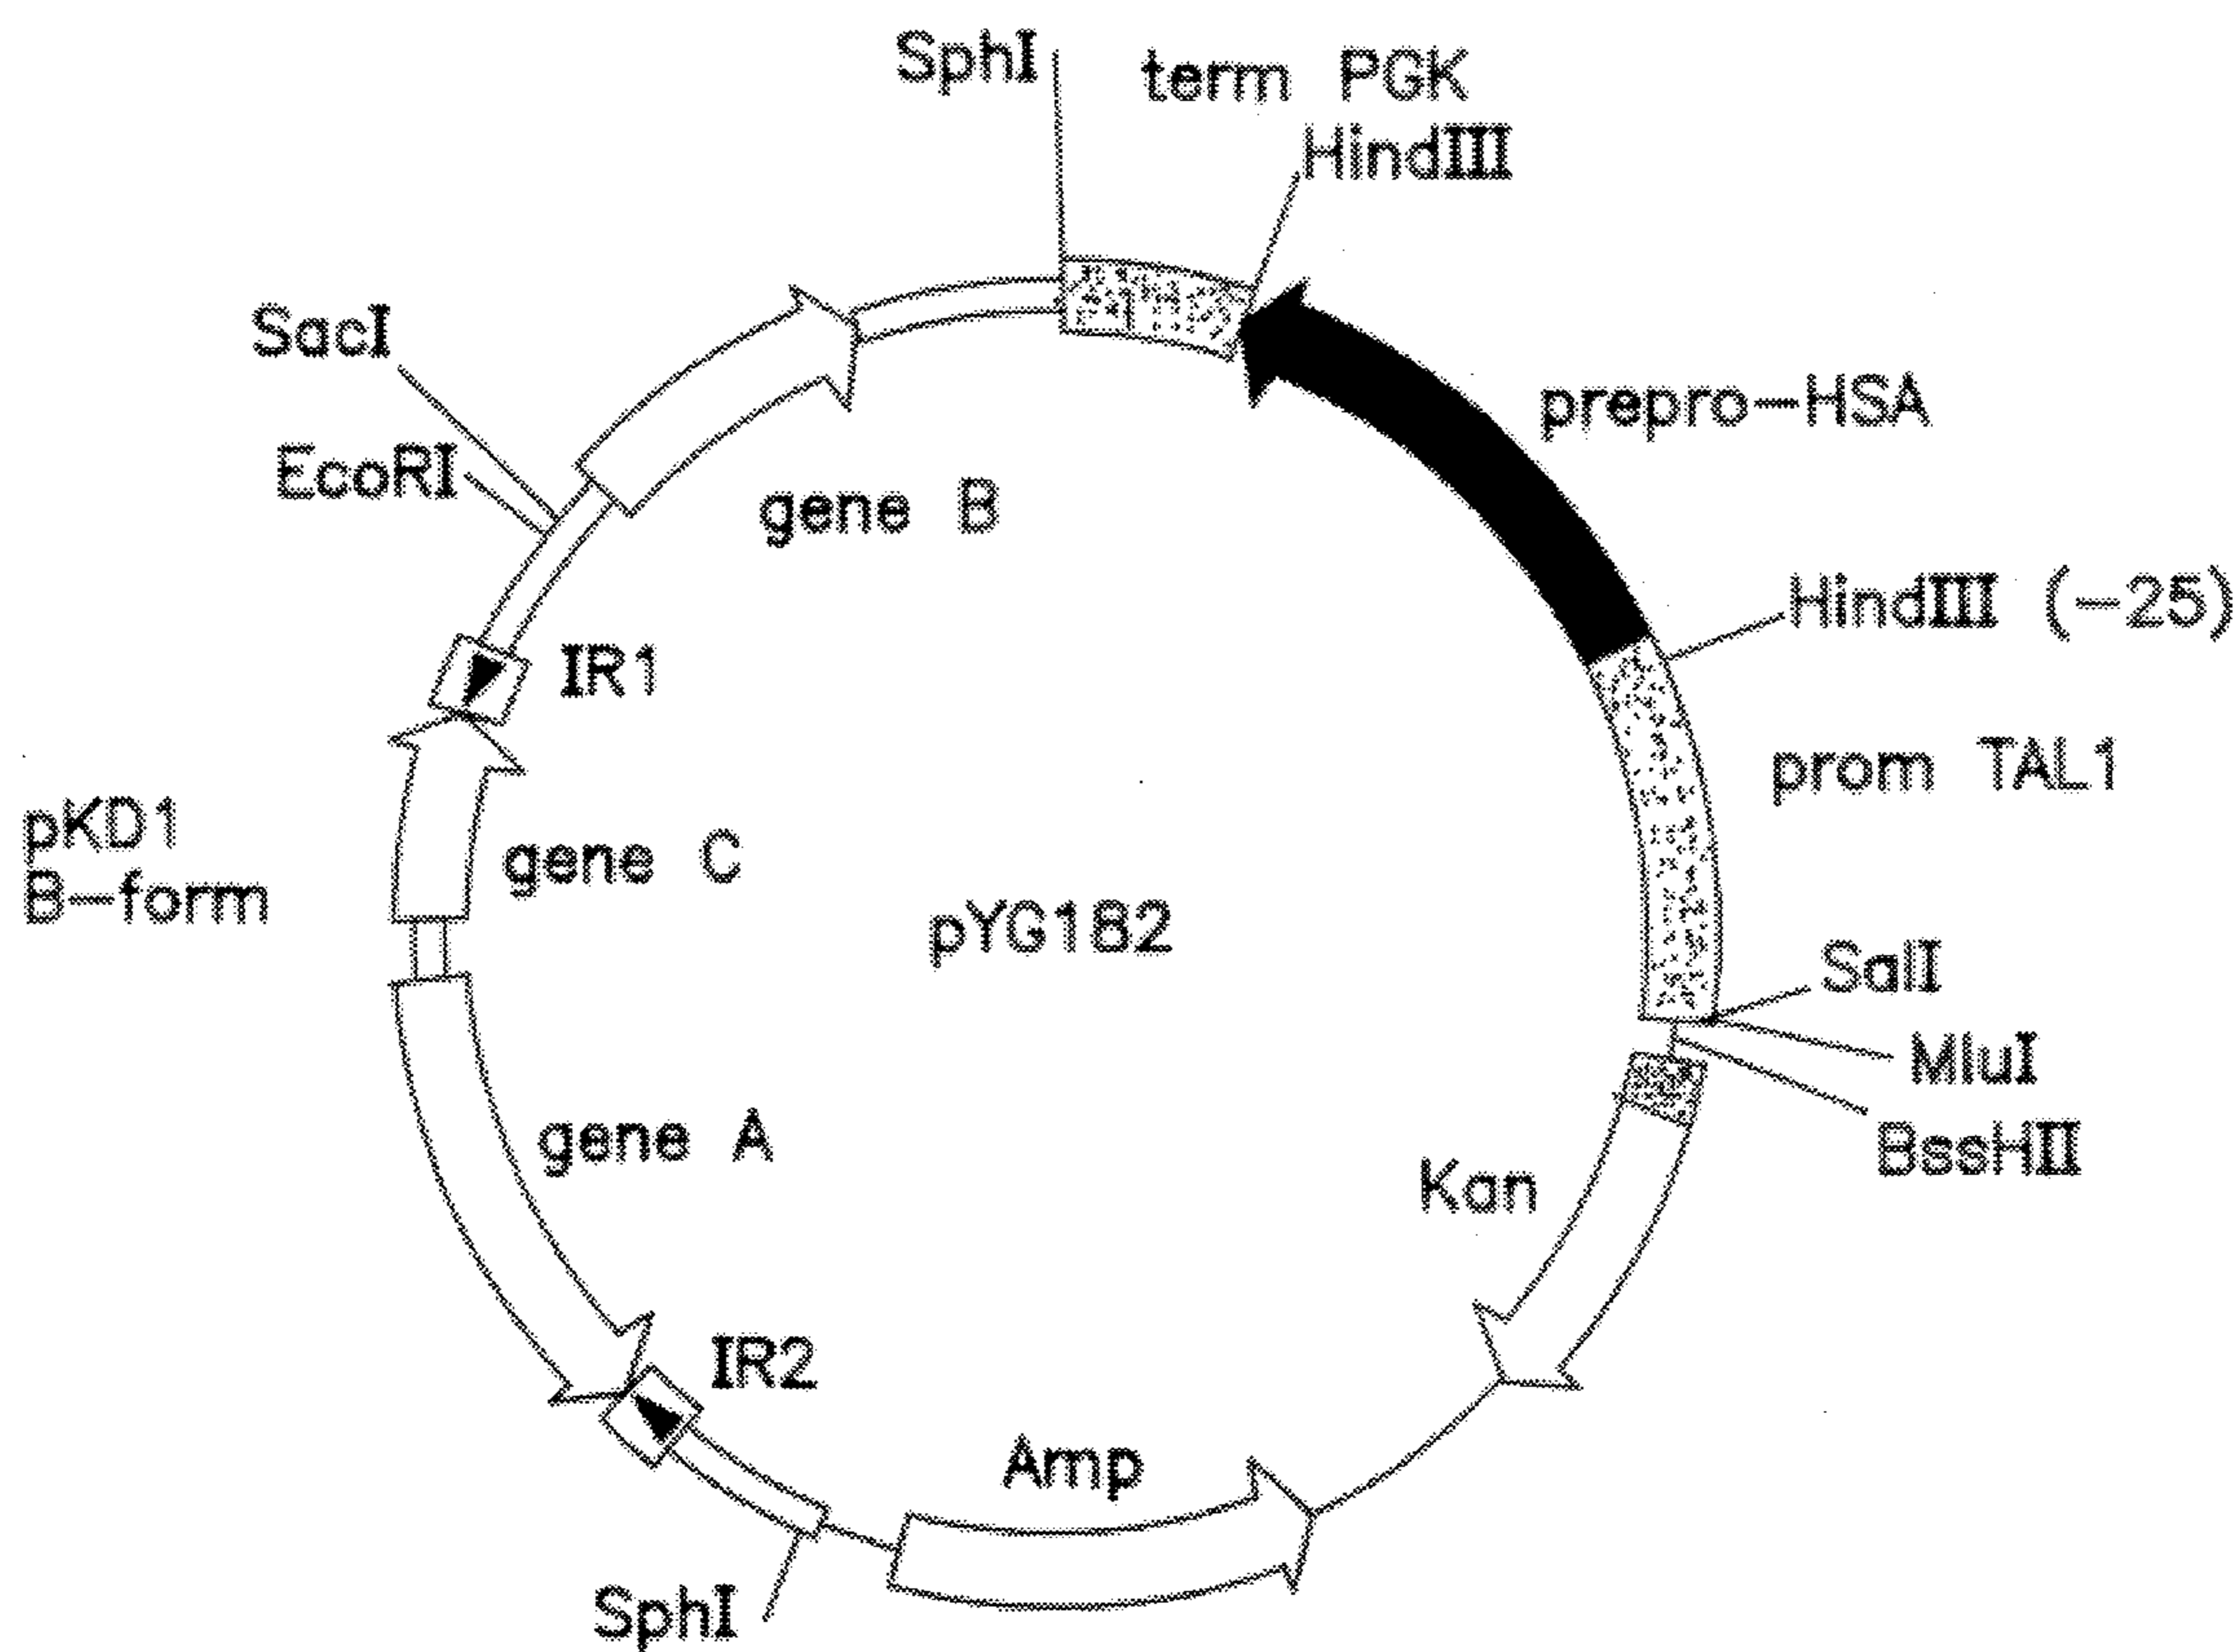 SphI
term PGK
HindIII
SacI
EcoRI
prepro-HSA
gene B
HindIII (-25)
IR1
prom TAL1
pKD1
B-form
gene C
pYG182
SalI
MluI
BssHII
gene A
Kan
IR2
Amp
SphI